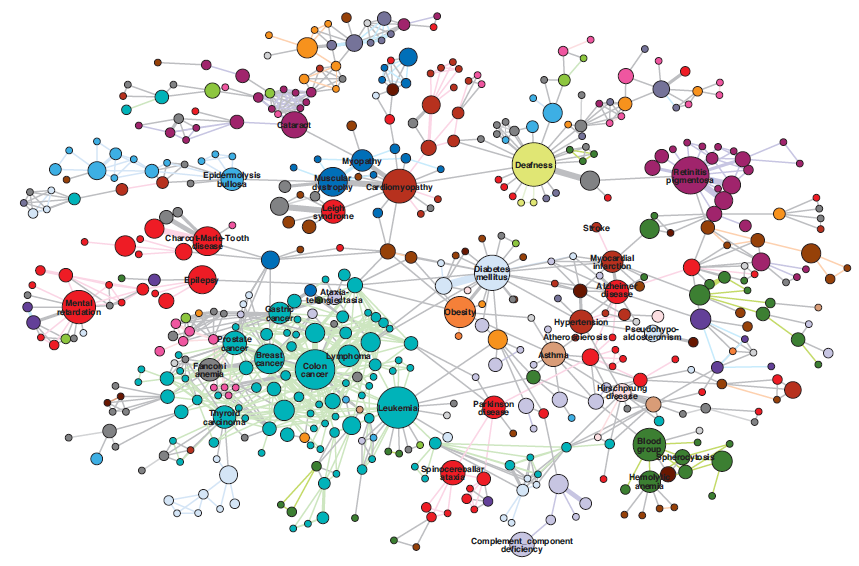 Cataract
Deafness
Myopathy
Epidermolysis
bullosa
Muscular
dystrophy
Cardiomyopathy
Retinitis
pigmentosa
Leigh
syndrome
Stroke
Charcot-Marie-Tooth
disease
Myocardial
infarction
Diabetes
mellitus
Epilepsy
Ataxia-
telangiectasia
Alzheimer
disease
Mental
retardation
Gastric
cancer
Obesity
Hypertension
Pseudohypo-
aldosteronism
Prostate
cancer
Atherosclerosis
Breast
cancer
Lymphoma
Asthma
Fanconi
anemia
Colon
cancer
Hirschprung
disease
Parkinson
disease
Leukemia
Thyroid
carcinoma
Blood
group
Spherocytosis
Spinocereballar
ataxia
Hemolytic
anemia
Complement_component
deficiency